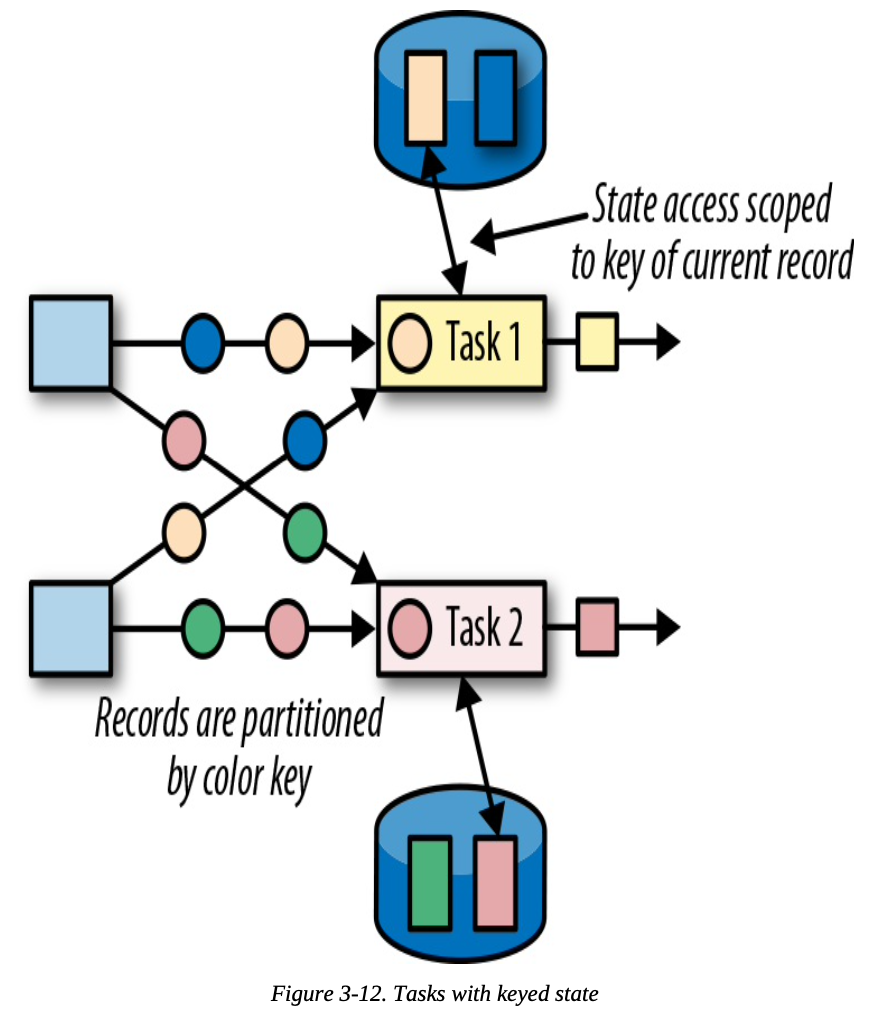 State access scoped
to key of current record
Task 1
Task 2
Records are partitioned
by color key
Figure 3-12. Tasks with keyed state